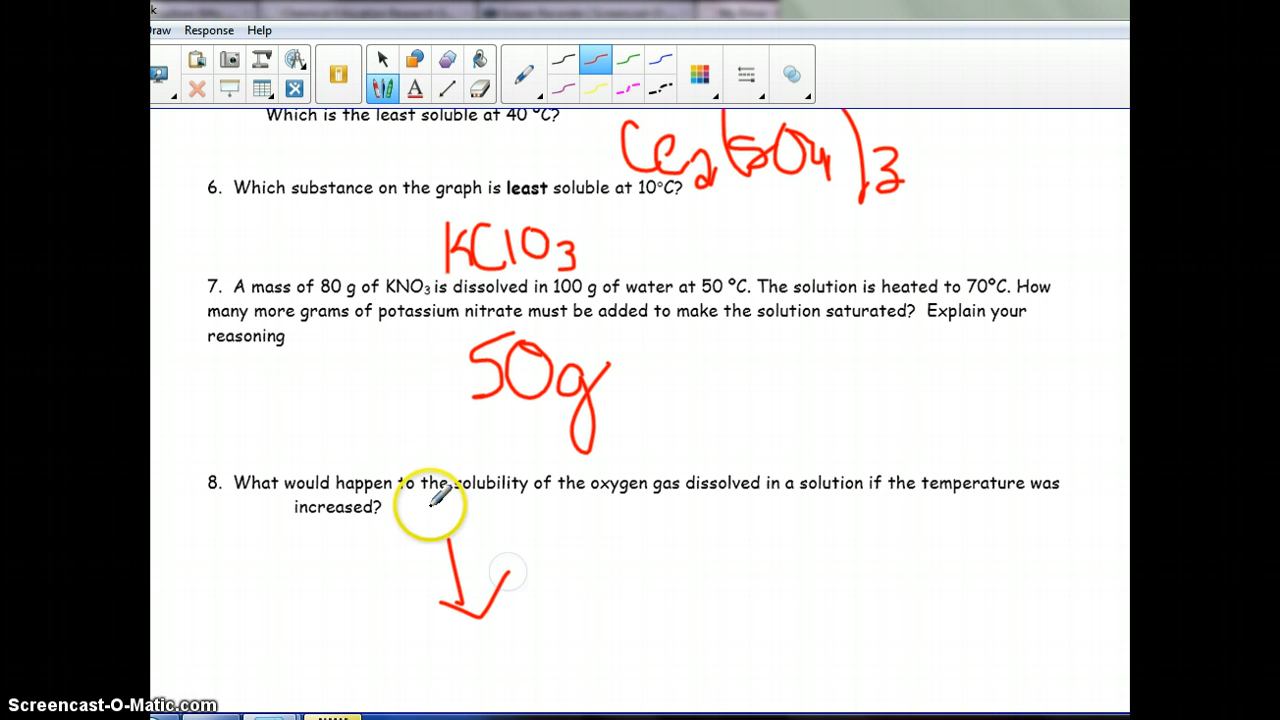 raw Response Help
Which is the least soluble at 40 ºC?
Ce2(SO4)3
6. Which substance on the graph is least soluble at 10°C?
KClO3
7. A mass of 80 g of KNO3 is dissolved in 100 g of water at 50 ºC. The solution is heated to 70ºC. How
many more grams of potassium nitrate must be added to make the solution saturated? Explain your
reasoning
50g
8. What would happen to the solubility of the oxygen gas dissolved in a solution if the temperature was
increased?
Screencast-O-Matic.com